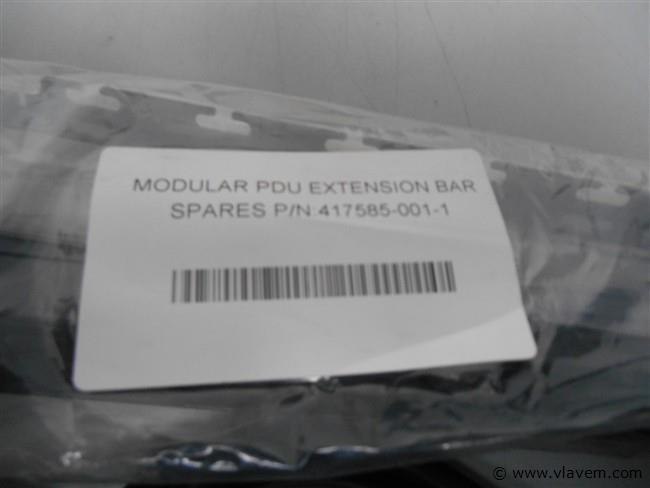 MODULAR PDU EXTENSION BAR
SPARES P/N:417585-001-1
© www.vlavem.com